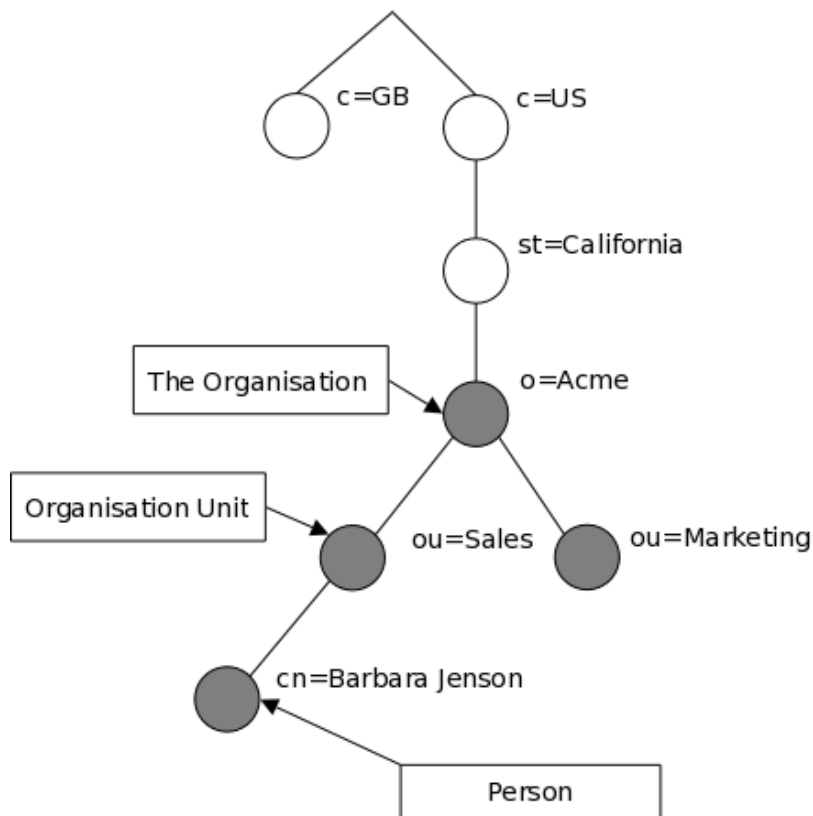 c=GB
c=US
st=California
The Organisation
o=Acme
Organisation Unit
ou=Sales
ou=Marketing
cn=Barbara Jenson
Person